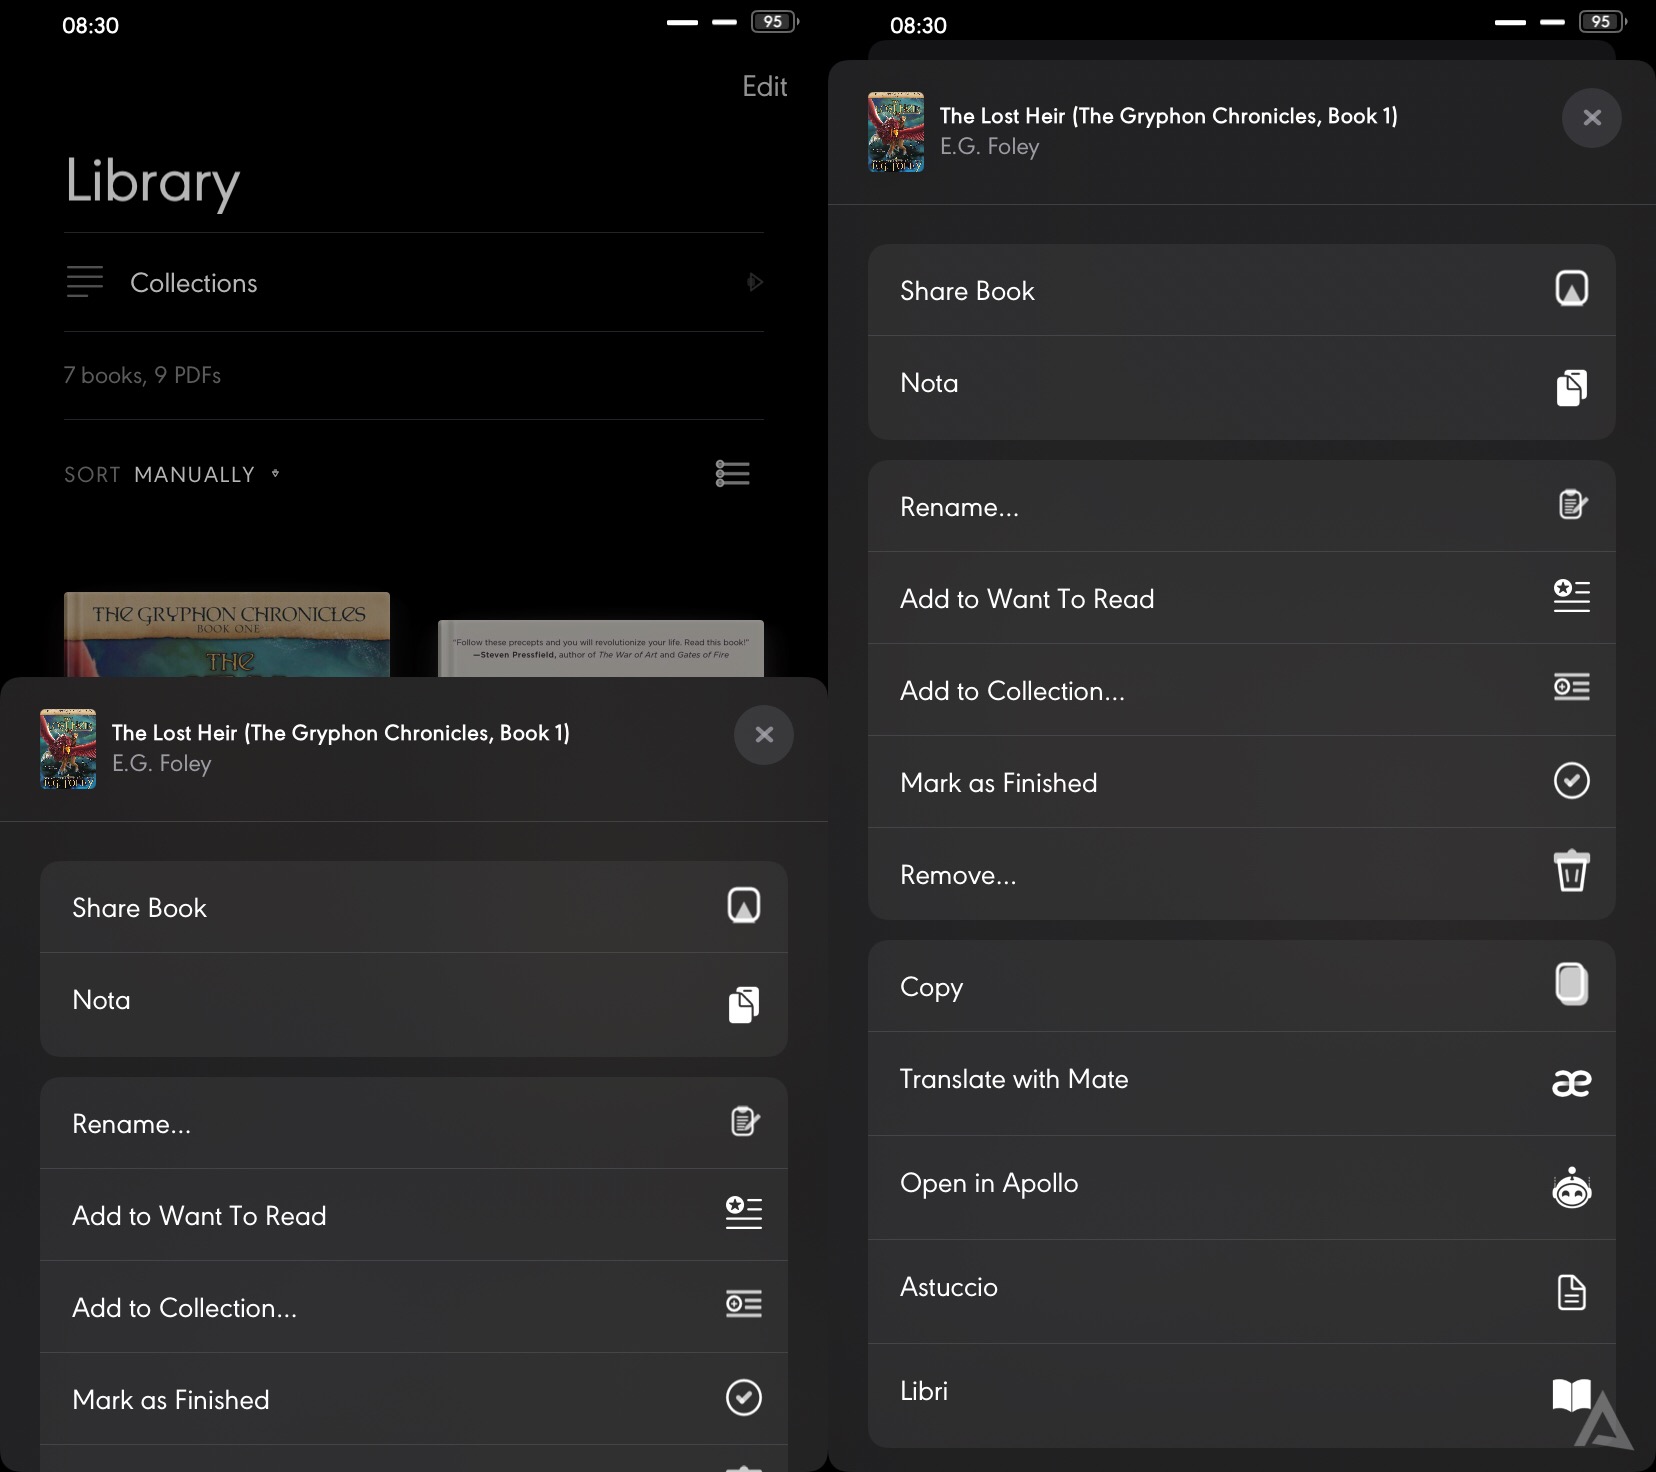 08:30
95
Edit
Library
Collections
7 books, 9 PDFs
SORT MANUALLY
THE GRYPHON CHRONICLES
BOOK ONE
THE
"Follow these precepts and you will revolutionize your life. Read this book!"
—Steven Pressfield, author of The War of Art and Gates of Fire
The Lost Heir (The Gryphon Chronicles, Book 1)
E.G. Foley
Share Book
Nota
Rename...
Add to Want To Read
Add to Collection...
Mark as Finished
08:30
95
The Lost Heir (The Gryphon Chronicles, Book 1)
E.G. Foley
Share Book
Nota
Rename...
Add to Want To Read
Add to Collection...
Mark as Finished
Remove...
Copy
Translate with Mate
æ
Open in Apollo
Astuccio
Libri